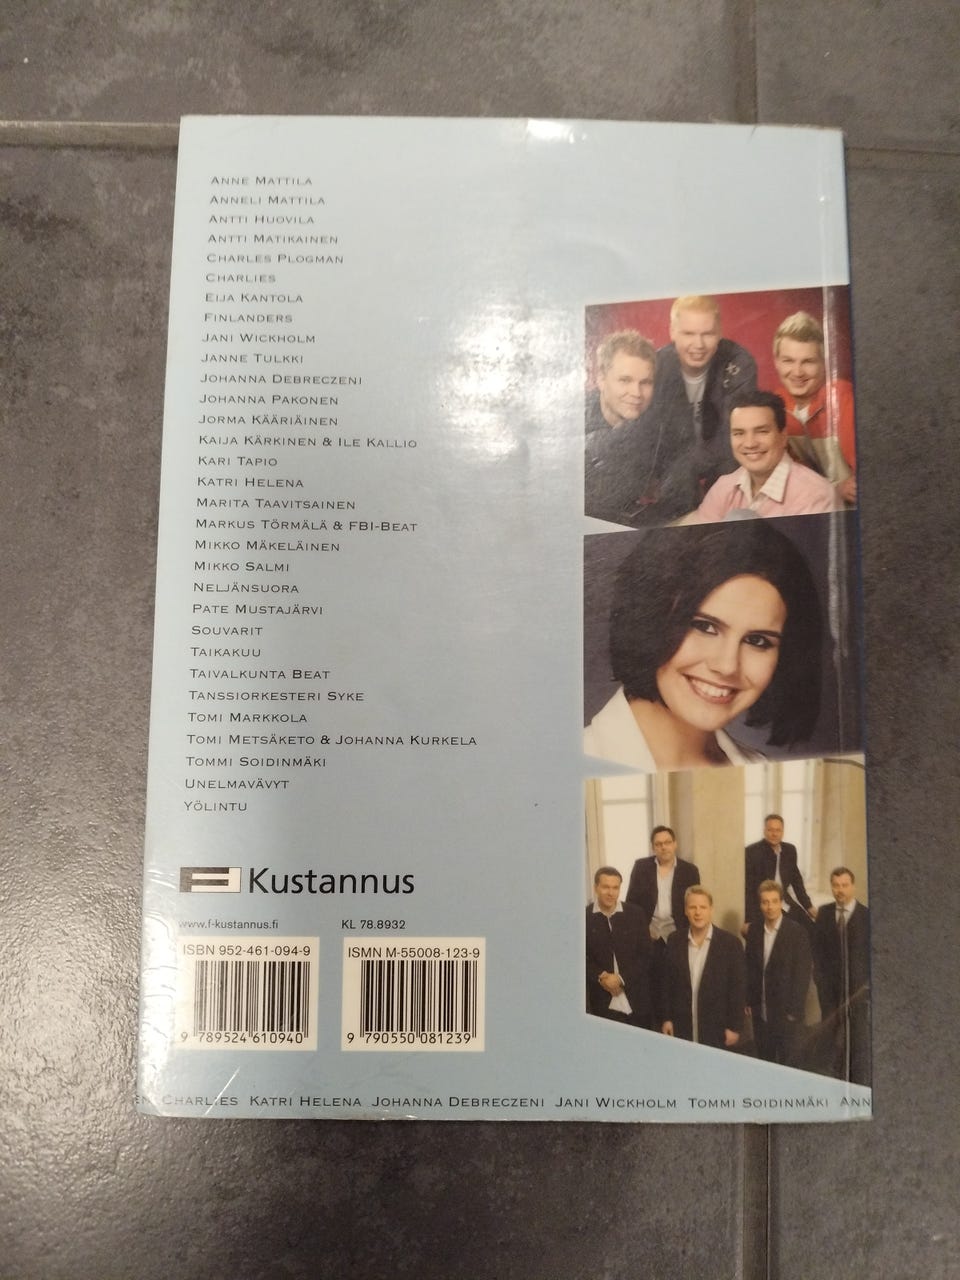 ANNE MATTILA
ANNELI MATTILA
ANTTI HUOVILA
ANTTI MATIKAINEN
CHARLES PLOGMAN
CHARLIES
EIJA KANTOLA
FINLANDERS
JANI WICKHOLM
JANNE TULKKI
JOHANNA DEBRECZENI
JOHANNA PAKONEN
JORMA KÄÄRIÄINEN
KAIJA KÄRKINEN & ILE KALLIO
KARI TAPIO
KATRI HELENA
MARITA TAAVITSAINEN
MARKUS TÖRMÄLÄ & FBI-BEAT
MIKKO MÄKELÄINEN
MIKKO SALMI
NELJÄNSUORA
PATE MUSTAJÄRVI
SOUVARIT
TAIKAKUU
TAIVALKUNTA BEAT
TANSSIORKESTERI SYKE
TOMI MARKKOLA
TOMI METSÄKETO & JOHANNA KURKELA
TOMMI SOIDINMÄKI
UNELMAVÄVYT
YÖLINTU
F Kustannus
www.f-kustannus.fi KL 78.8932
ISBN 952-461-094-9 ISMN M-55008-123-9
9 789524 610940 9 790550 081239
EN CHARLIES KATRI HELENA JOHANNA DEBRECZENI JANI WICKHOLM TOMMI SOIDINMÄKI ANN